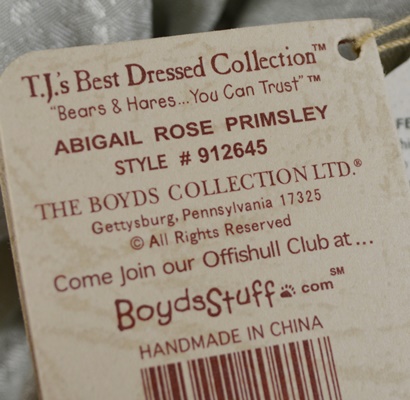 T.J.'s Best Dressed Collection™
"Bears & Hares...You Can Trust"™
ABIGAIL ROSE PRIMSLEY
STYLE # 912645
THE BOYDS COLLECTION LTD.®
Gettysburg, Pennsylvania 17325
© All Rights Reserved
Come Join our Offishull Club at...
BoydsStuff.com℠
HANDMADE IN CHINA